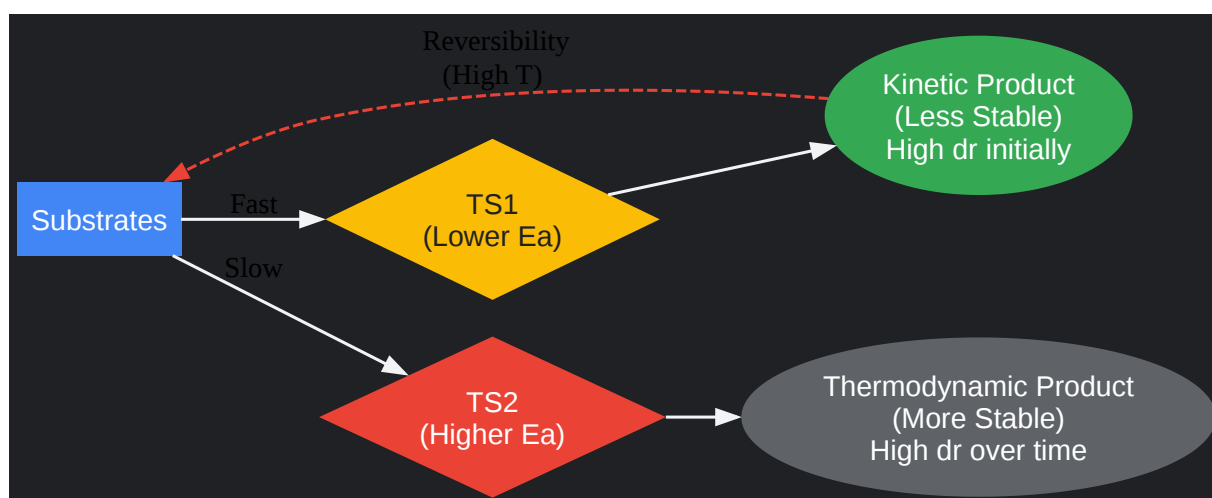 Reversibility
(High T)
Kinetic Product
(Less Stable)
High dr initially
Substrates
Fast
TS1
(Lower Ea)
Slow
TS2
(Higher Ea)
Thermodynamic Product
(More Stable)
High dr over time